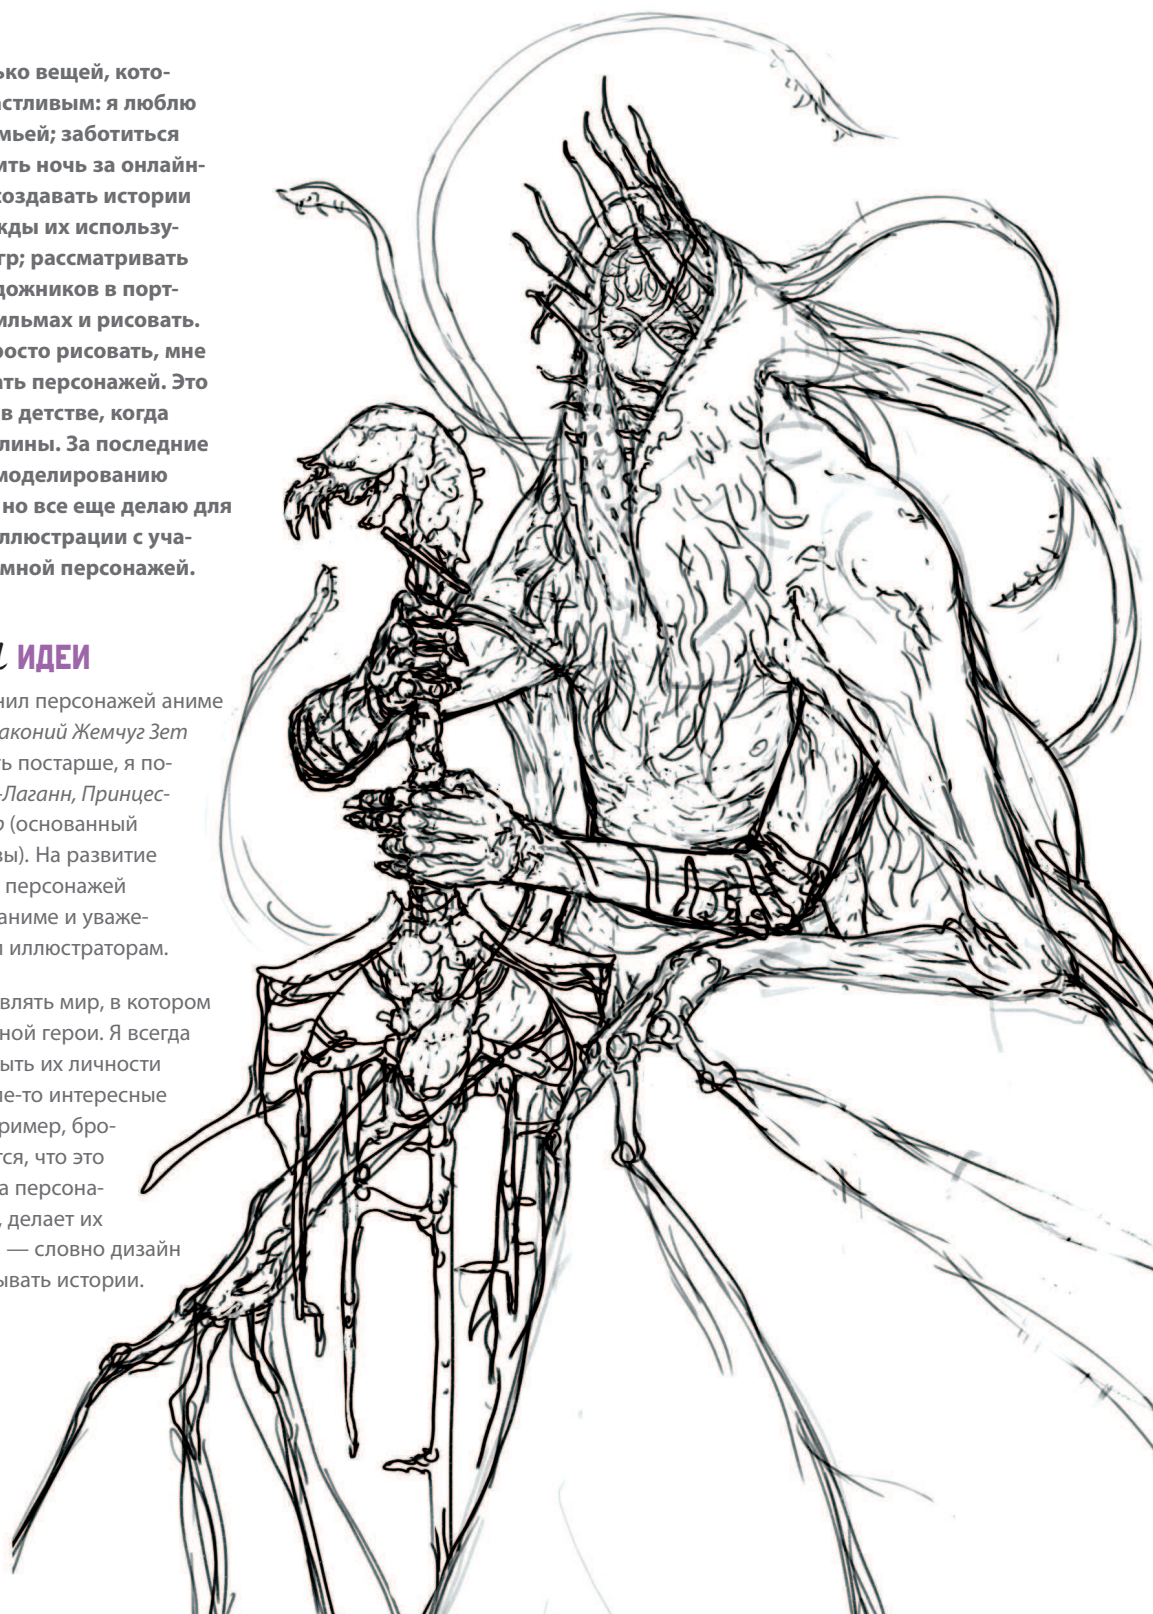 ько вещей, кото-
астливым: я люблю
мьей; заботиться
ить ночь за онлайн-
создавать истории
жды их использу-
гр; рассматривать
дожников в порт-
ильмах и рисовать.
росто рисовать, мне
ать персонажей. Это
в детстве, когда
лины. За последние
моделированию
но все еще делаю для
ллюстрации с уча-
мной персонажей.
ИДЕИ
нил персонажей аниме
аконий Жемчуг Зет
ть постарше, я по-
-Лаганн, Принцес-
р (основанный
вы). На развитие
персонажей
аниме и уваже-
и иллюстраторам.
влять мир, в котором
ной герои. Я всегда
ыть их личности
ие-то интересные
ример, бро-
тся, что это
а персона-
, делает их
— словно дизайн
ывать истории.